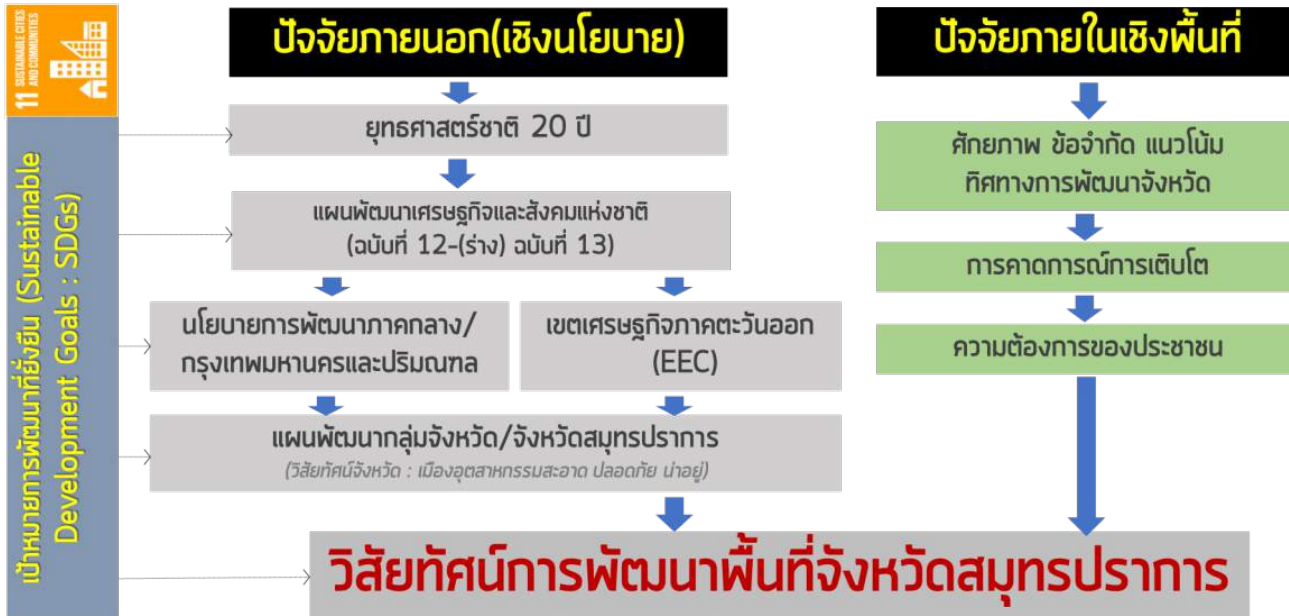 11 SUSTAINABLE CITIES
AND COMMUNITIES
เป้าหมายการพัฒนาที่ยั่งยืน (Sustainable
Development Goals : SDGs)
ปัจจัยภายนอก(เชิงนโยบาย)
ยุทธศาสตร์ชาติ 20 ปี
แผนพัฒนาเศรษฐกิจและสังคมแห่งชาติ
(ฉบับที่ 12-(ร่าง) ฉบับที่ 13)
นโยบายการพัฒนาภาคกลาง/
กรุงเทพมหานครและปริมณฑล
เขตเศรษฐกิจภาคตะวันออก
(EEC)
แผนพัฒนากลุ่มจังหวัด/จังหวัดสมุทรปราการ
(วิสัยทัศน์จังหวัด : เมืองอุตสาหกรรมสะอาด ปลอดภัย น่าอยู่)
ปัจจัยภายในเชิงพื้นที่
ศักยภาพ ข้อจำกัด แนวโน้ม
ทิศทางการพัฒนาจังหวัด
การคาดการณ์การเติบโต
ความต้องการของประชาชน
วิสัยทัศน์การพัฒนาพื้นที่จังหวัดสมุทรปราการ